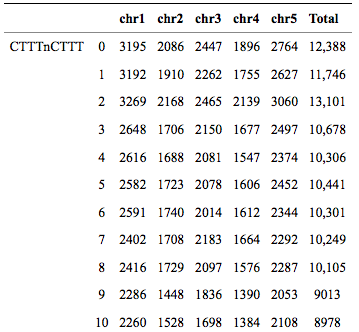 chr1 chr2 chr3 chr4 chr5 Total
CTTTnCTTT 0 3195 2086 2447 1896 2764 12,388
1 3192 1910 2262 1755 2627 11,746
2 3269 2168 2465 2139 3060 13,101
3 2648 1706 2150 1677 2497 10,678
4 2616 1688 2081 1547 2374 10,306
5 2582 1723 2078 1606 2452 10,441
6 2591 1740 2014 1612 2344 10,301
7 2402 1708 2183 1664 2292 10,249
8 2416 1729 2097 1576 2287 10,105
9 2286 1448 1836 1390 2053 9013
10 2260 1528 1698 1384 2108 8978